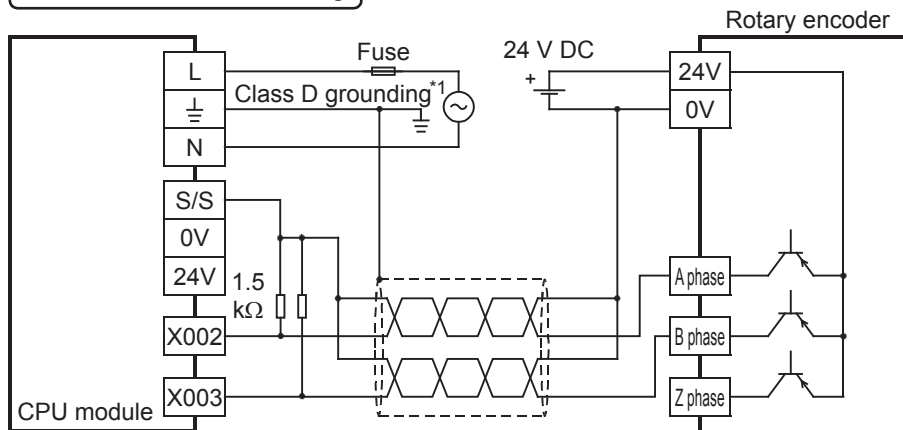 Rotary encoder
Fuse
24 V DC
L
24V
Class D grounding*1
+
0V
N
S/S
0V
24V
1.5
kΩ
A phase
X002
B phase
X003
Z phase
CPU module